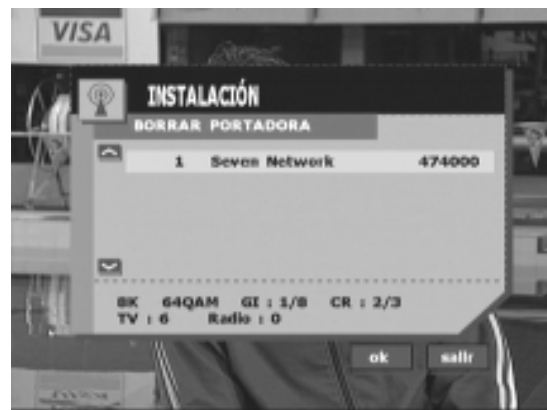 VISA
INSTALACIÓN
BORRAR PORTADORA
1 Seven Network 474000
8K 64QAM GI : 1/8 CR : 2/3
TV : 6 Radio : 0
ok salir